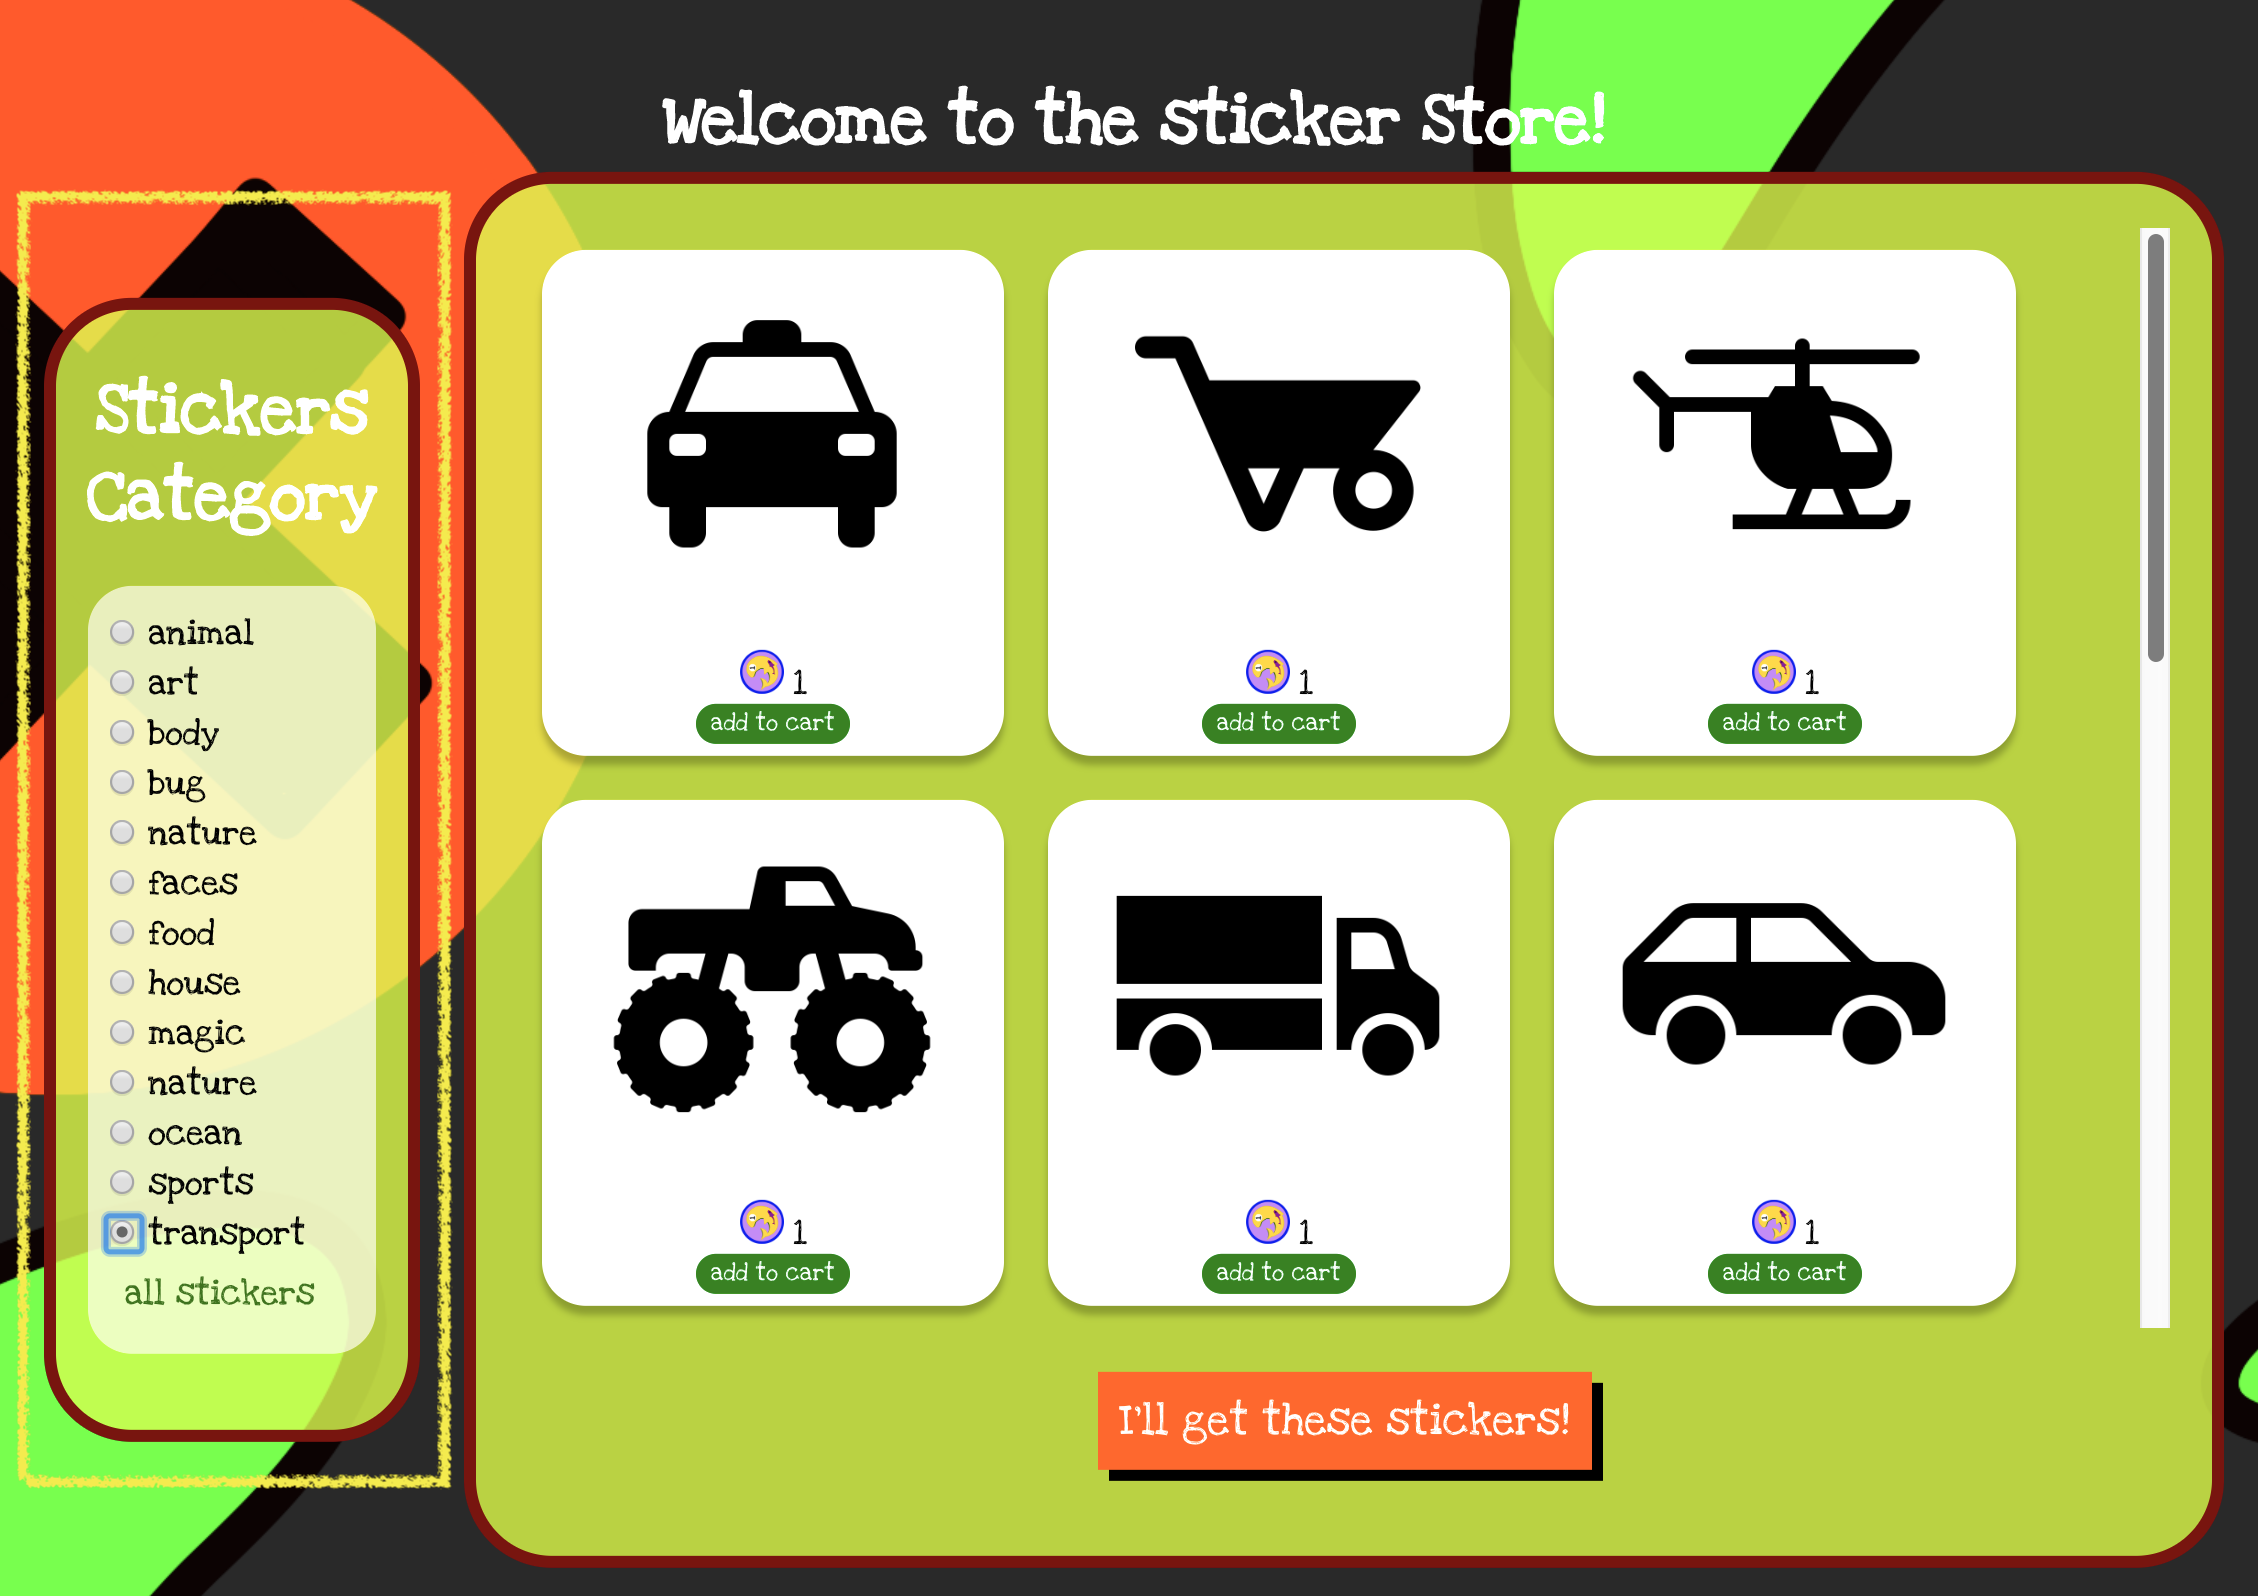 Welcome to the Sticker Store!
Stickers
Category
animal
art
body
bug
nature
faces
food
house
magic
nature
ocean
sports
transport
all stickers
1
add to cart
1
add to cart
1
add to cart
1
add to cart
1
add to cart
1
add to cart
I'll get these stickers!